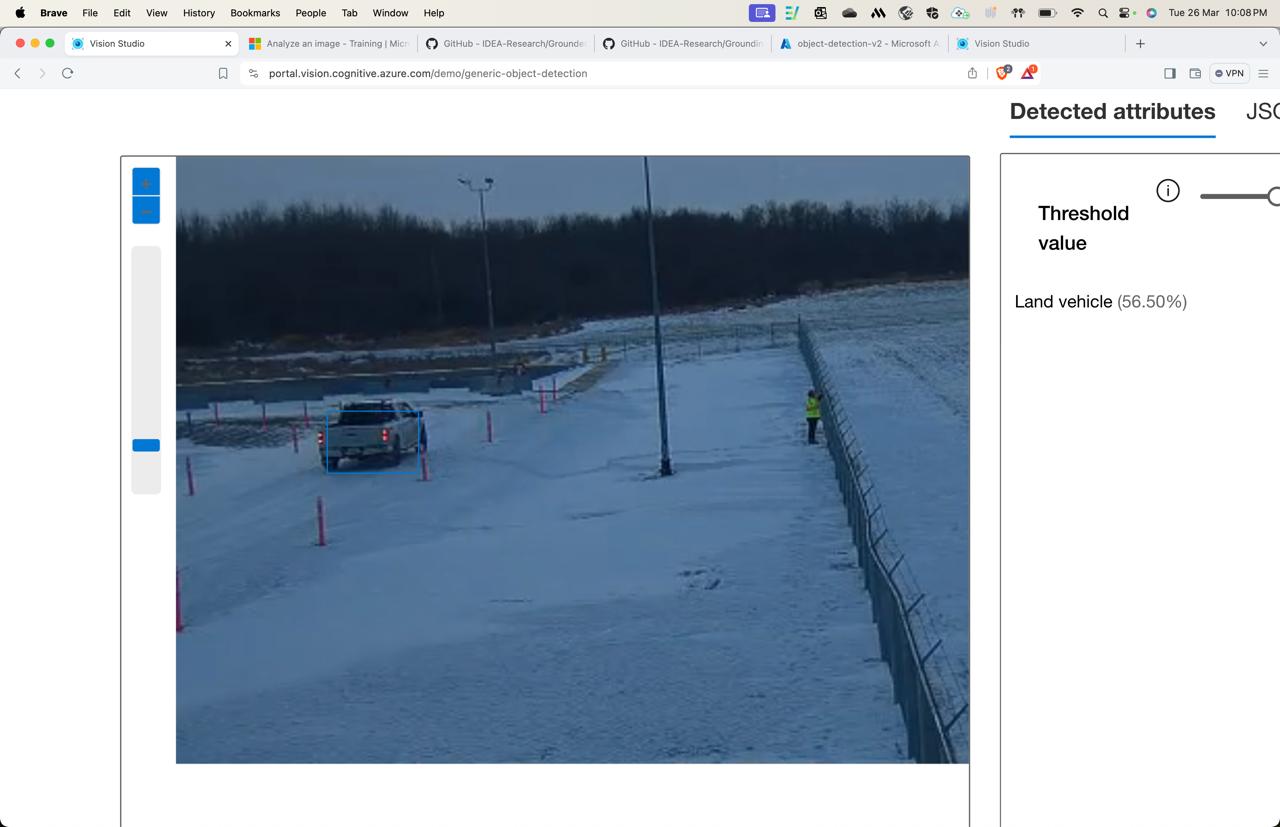 Brave File Edit View History Bookmarks People Tab Window Help Tue 26 Mar 10:08 PM
Vision Studio Analyze an image - Training | Micr GitHub - IDEA-Research/Grounde GitHub - IDEA-Research/Groundin object-detection-v2 - Microsoft A Vision Studio
portal.vision.cognitive.azure.com/demo/generic-object-detection 2 1 VPN
Detected attributes JSO
+
−
Threshold
value
Land vehicle (56.50%)